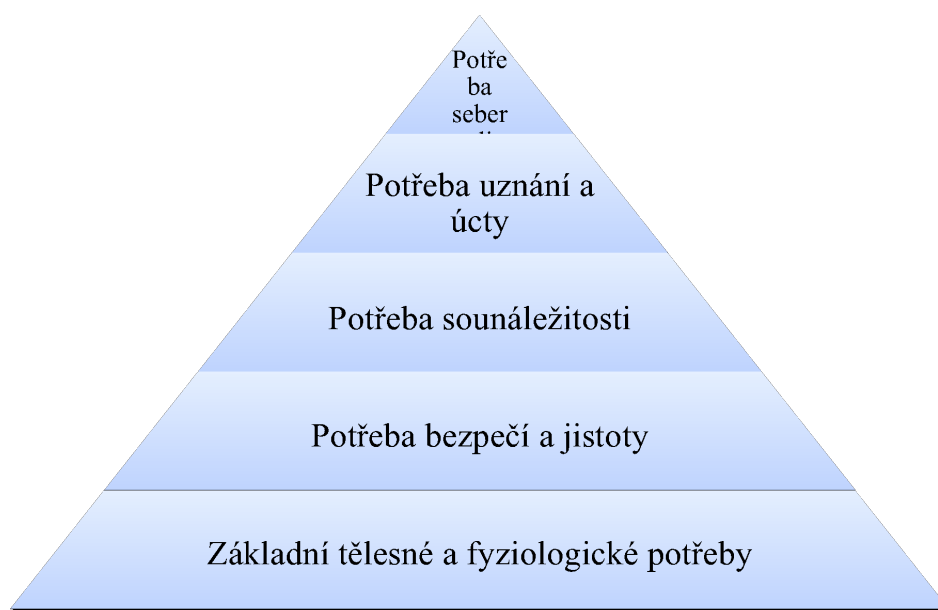 Potře
ba
seber
Potřeba uznání a
úcty
Potřeba sounáležitosti
Potřeba bezpečí a jistoty
Základní tělesné a fyziologické potřeby